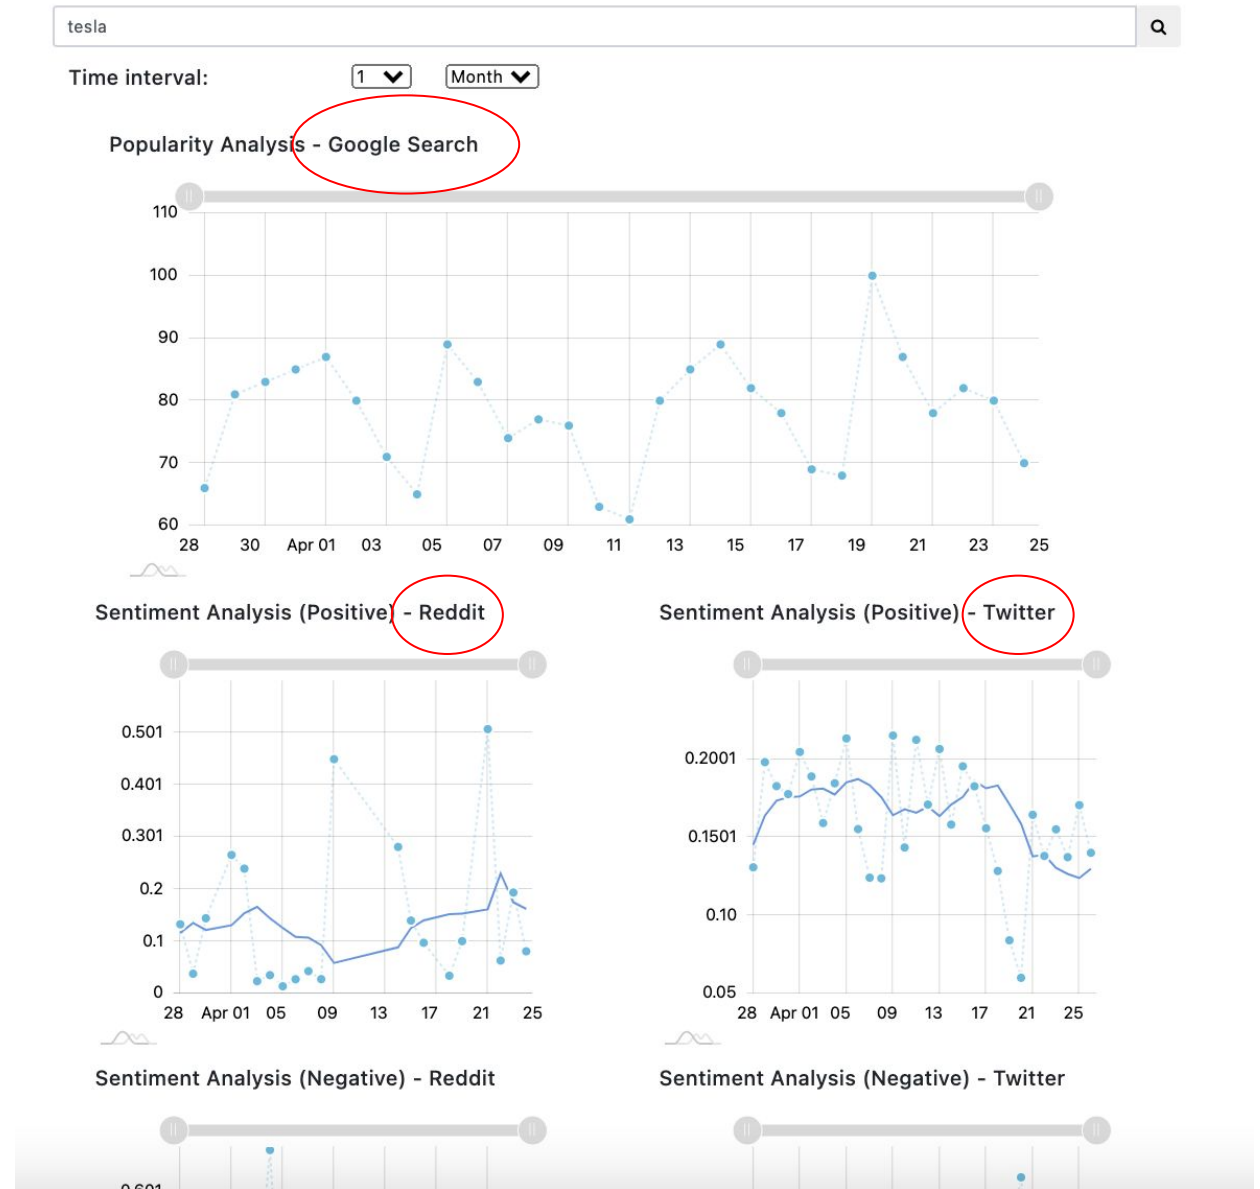 tesla
Time interval: 1 Month
Popularity Analysis - Google Search
110
100
90
80
70
60
28 30 Apr 01 03 05 07 09 11 13 15 17 19 21 23 25
Sentiment Analysis (Positive) - Reddit
0.501
0.401
0.301
0.2
0.1
0
28 Apr 01 05 09 13 17 21 25
Sentiment Analysis (Positive) - Twitter
0.2001
0.1501
0.10
0.05
28 Apr 01 05 09 13 17 21 25
Sentiment Analysis (Negative) - Reddit
Sentiment Analysis (Negative) - Twitter